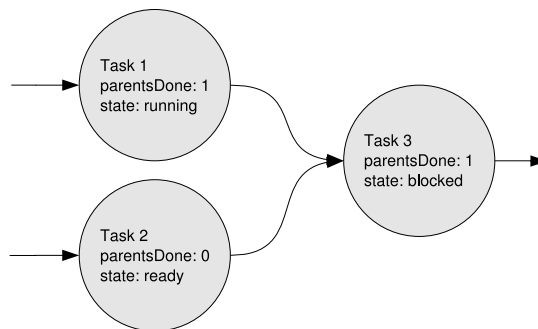 Task 1
parentsDone: 1
state: running
Task 2
parentsDone: 0
state: ready
Task 3
parentsDone: 1
state: blocked